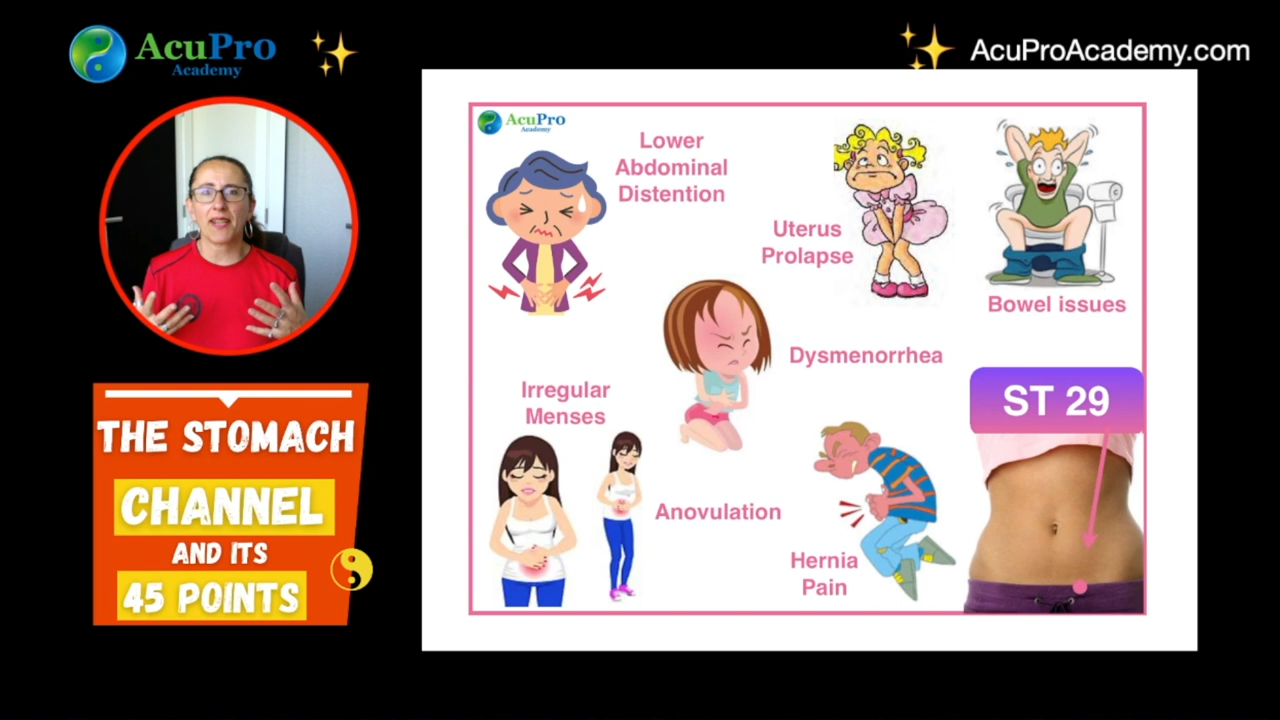 AcuPro
Academy
AcuProAcademy.com
AcuPro
Academy
Lower
Abdominal
Distention
Uterus
Prolapse
Bowel issues
Dysmenorrhea
Irregular
Menses
ST 29
Anovulation
Hernia
Pain
THE STOMACH
CHANNEL
AND ITS
45 POINTS